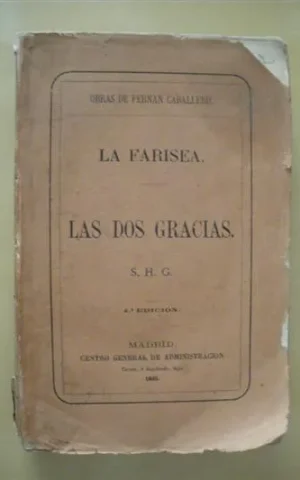 OBRAS DE FERNAN CABALLERO.
LA FARISEA.
LAS DOS GRACIAS.
S. H. G.
4.ª EDICION.
MADRID
CENTRO GENERAL DE ADMINISTRACION.